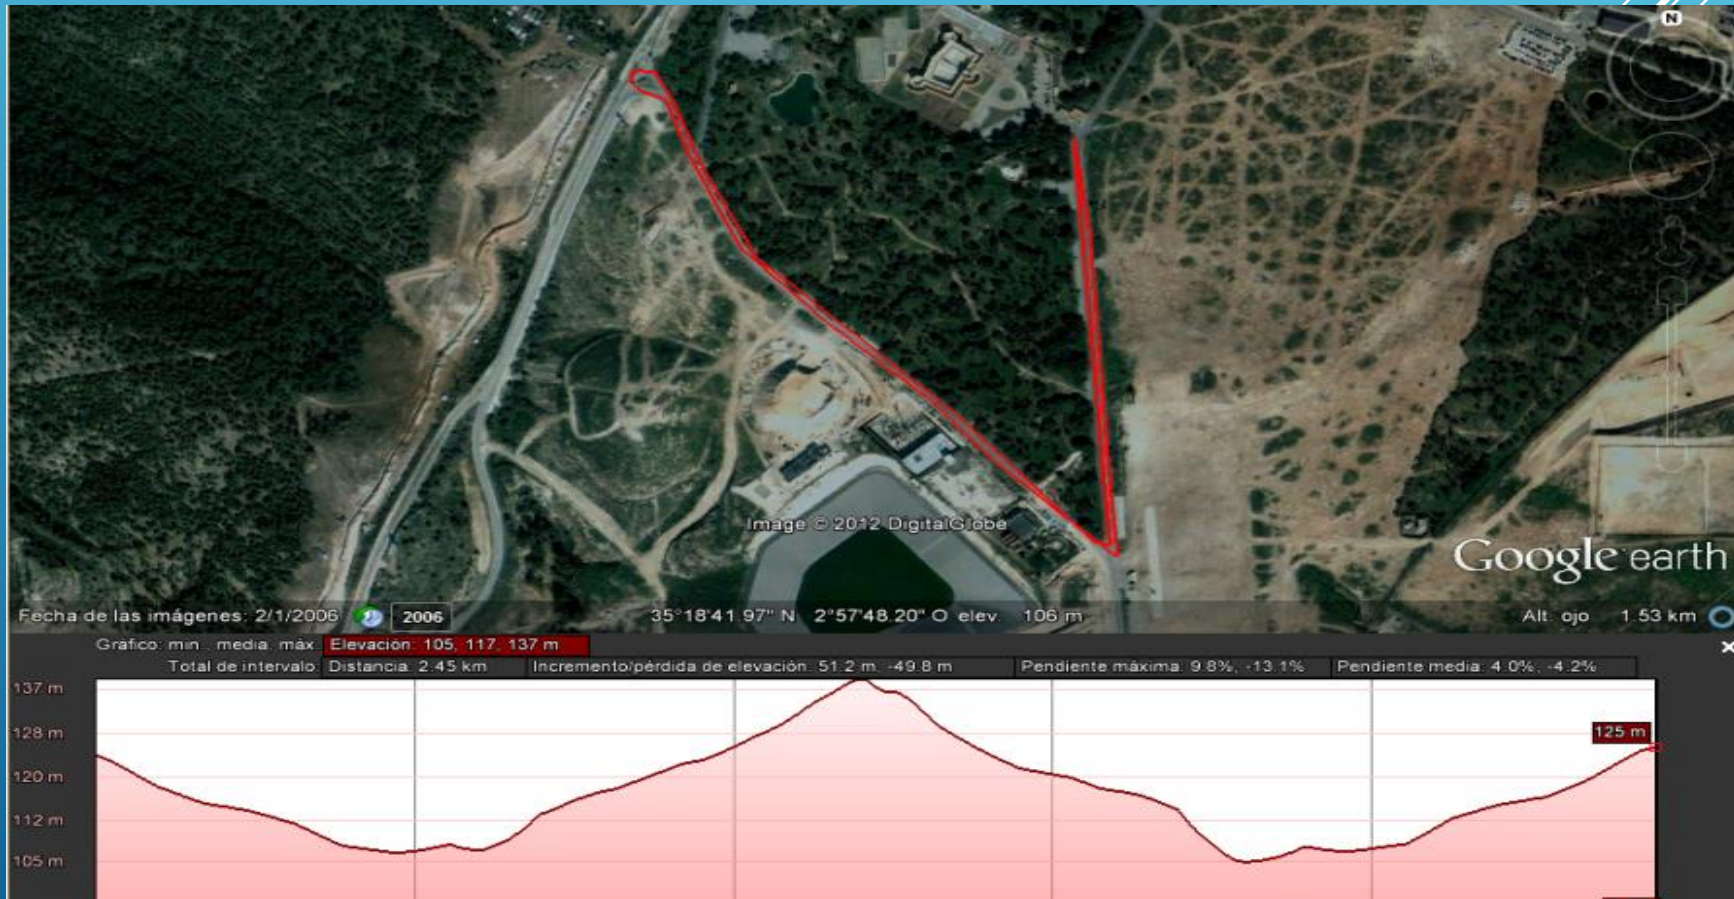 N
Image © 2012 DigitalGlobe
Google earth
Fecha de las imágenes: 2/1/2006 2006 35°18'41.97" N 2°57'48.20" O elev. 106 m Alt. ojo 1.53 km
Gráfico: min., media, máx. Elevación: 105, 117, 137 m
Total de intervalo: Distancia: 2.45 km Incremento/pérdida de elevación: 51.2 m, -49.8 m Pendiente máxima: 9.8%, -13.1% Pendiente media: 4.0%, -4.2%
137 m
128 m
125 m
120 m
112 m
105 m